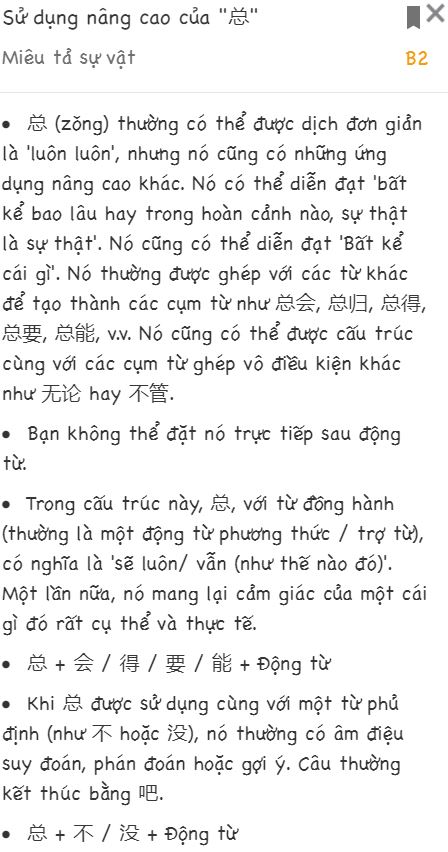 Sử dụng nâng cao của "总"
Miêu tả sự vật
B2
• 总 (zǒng) thường có thể được dịch đơn giản
là 'luôn luôn', nhưng nó cũng có những ứng
dụng nâng cao khác. Nó có thể diễn đạt 'bất
kể bao lâu hay trong hoàn cảnh nào, sự thật
là sự thật'. Nó cũng có thể diễn đạt 'Bất kể
cái gì'. Nó thường được ghép với các từ khác
để tạo thành các cụm từ như 总会, 总归, 总得,
总要, 总能, v.v. Nó cũng có thể được cấu trúc
cùng với các cụm từ ghép vô điều kiện khác
như 无论 hay 不管.
• Bạn không thể đặt nó trực tiếp sau động
từ.
• Trong cấu trúc này, 总, với từ đồng hành
(thường là một động từ phương thức / trợ từ),
có nghĩa là 'sẽ luôn/ vẫn (như thế nào đó)'.
Một lần nữa, nó mang lại cảm giác của một cái
gì đó rất cụ thể và thực tế.
• 总 + 会 / 得 / 要 / 能 + Động từ
• Khi 总 được sử dụng cùng với một từ phủ
định (như 不 hoặc 没), nó thường có âm điệu
suy đoán, phán đoán hoặc gợi ý. Câu thường
kết thúc bằng 吧.
• 总 + 不 / 没 + Động từ